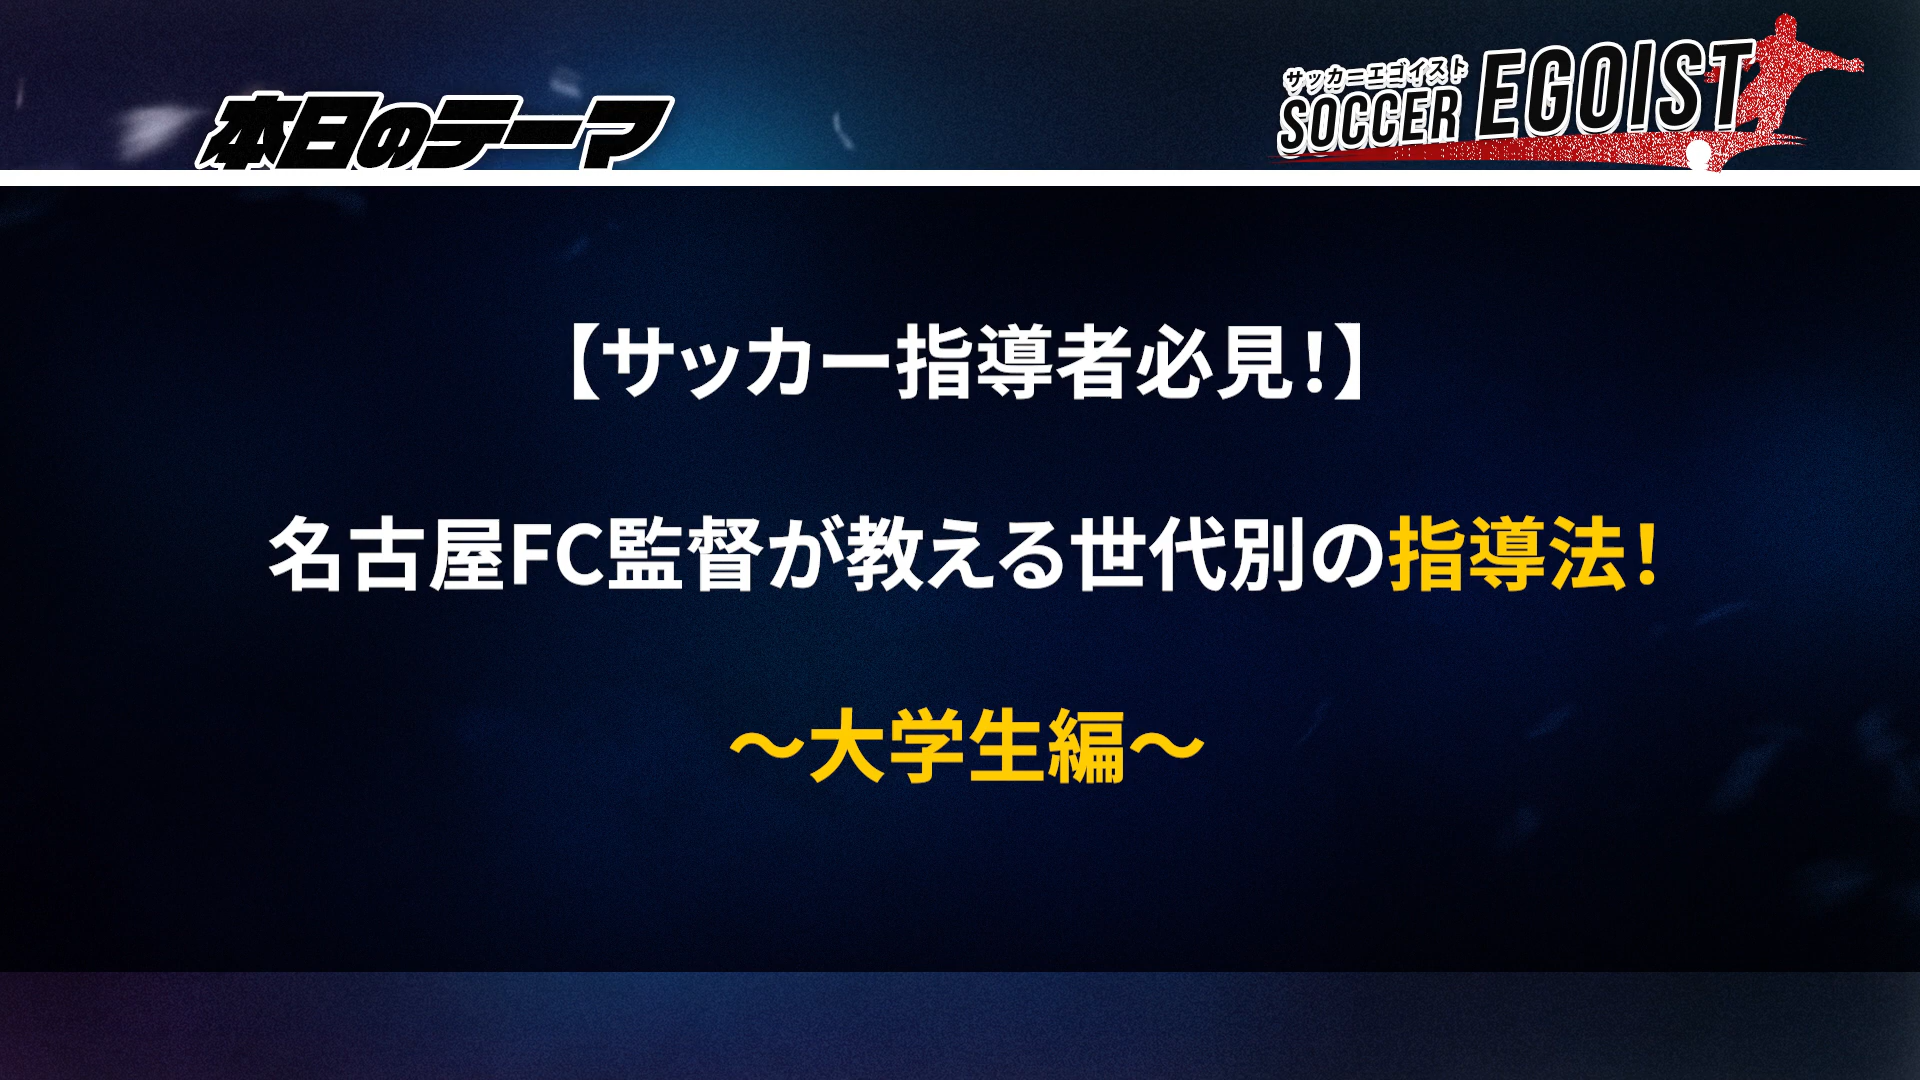 本日のテーマ
サッカーエゴイスト
SOCCER EGOIST
【サッカー指導者必見！】
名古屋FC監督が教える世代別の指導法！
〜大学生編〜